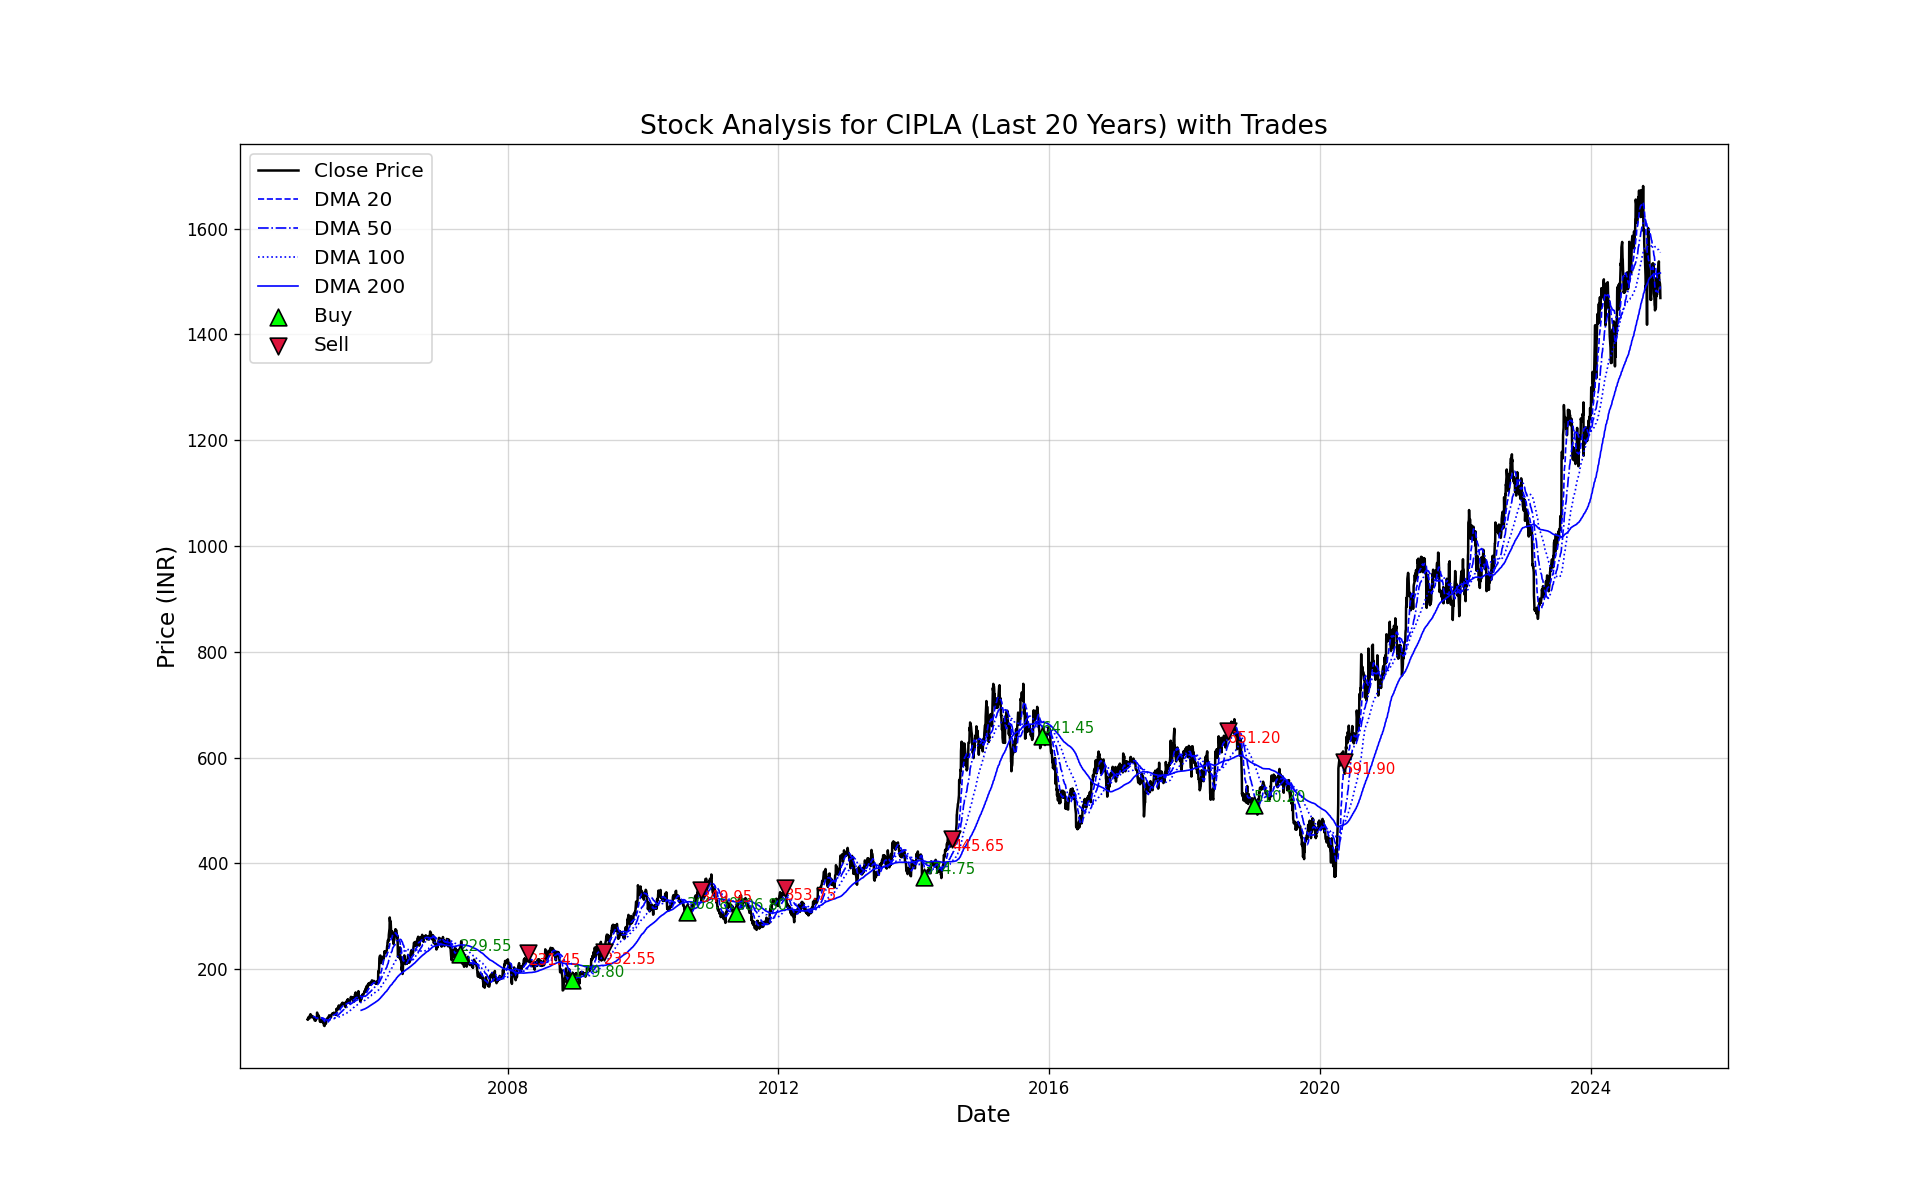 Stock Analysis for CIPLA (Last 20 Years) with Trades
Close Price
DMA 20
DMA 50
DMA 100
DMA 200
Buy
Sell
Price (INR)
1600
1400
1200
1000
800
600
400
200
229.55
232.55
353.75
445.65
641.45
651.20
591.90
2008
2012
2016
2020
2024
Date